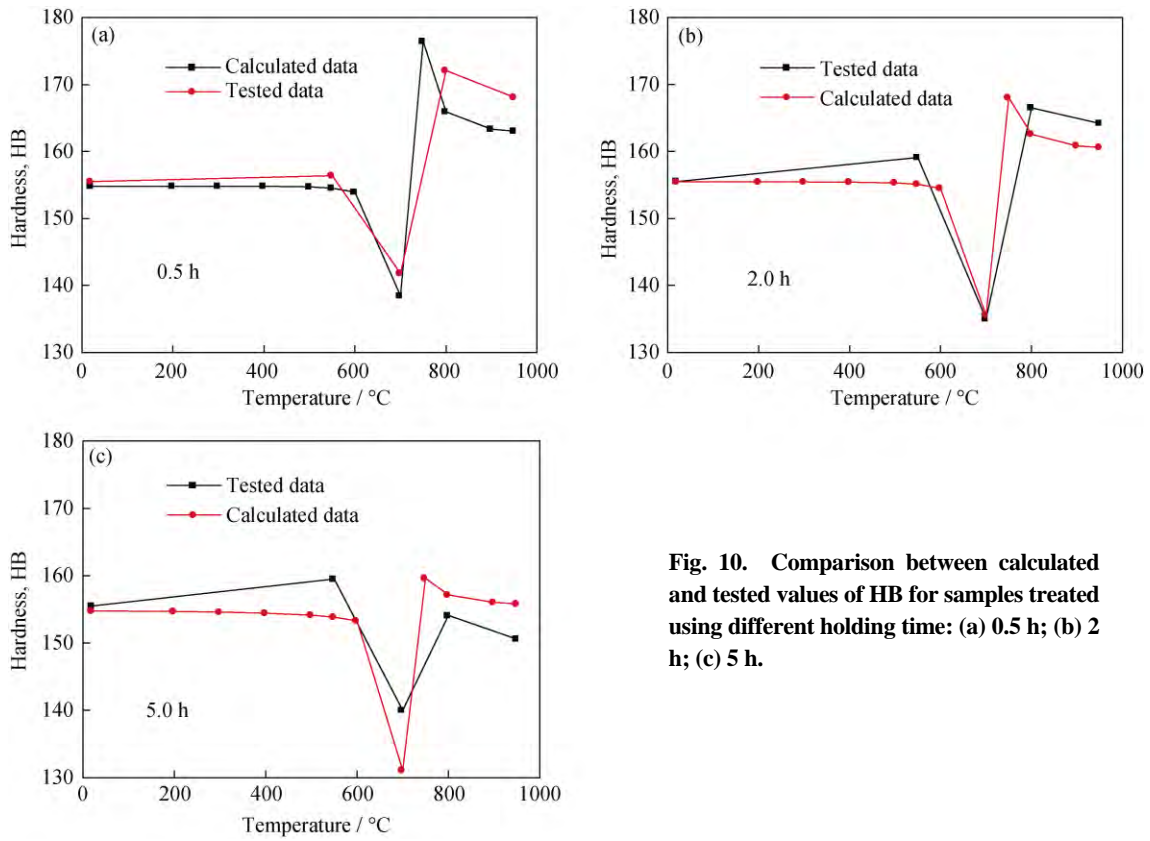 180
170
160
150
140
130
Hardness, HB
(a)
Calculated data
Tested data
0.5 h
0 200 400 600 800 1000
Temperature / °C
180
170
160
150
140
130
Hardness, HB
(b)
Tested data
Calculated data
2.0 h
0 200 400 600 800 1000
Temperature / °C
180
170
160
150
140
130
Hardness, HB
(c)
Tested data
Calculated data
5.0 h
0 200 400 600 800 1000
Temperature / °C
Fig. 10. Comparison between calculated
and tested values of HB for samples treated
using different holding time: (a) 0.5 h; (b) 2
h; (c) 5 h.